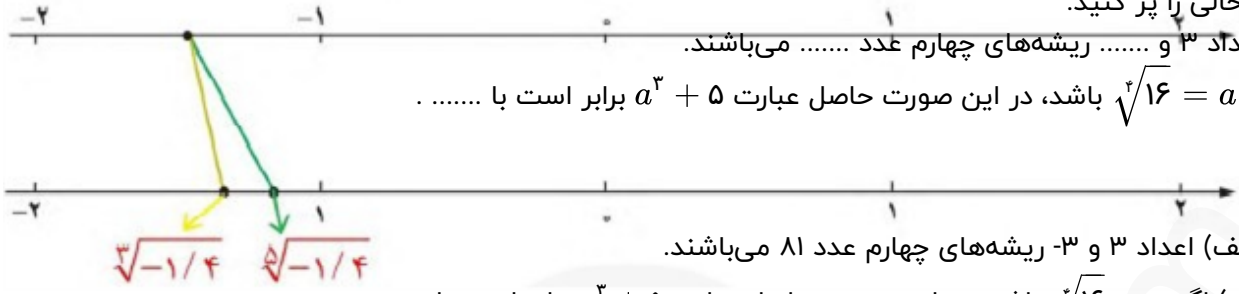 خالی را پر کنید.
−۲ −۱ ۰ ۱ ۲
داد ۳ و ....... ریشه‌های چهارم عدد ....... می‌باشند.
∜۱۶ = a باشد، در این صورت حاصل عبارت a³ + ۵ برابر است با ....... .
−۲ −۱ ۰ ۱ ۲
∛(−۱/۴) ⁵√(−۱/۴)
ف) اعداد ۳ و ۳- ریشه‌های چهارم عدد ۸۱ می‌باشند.